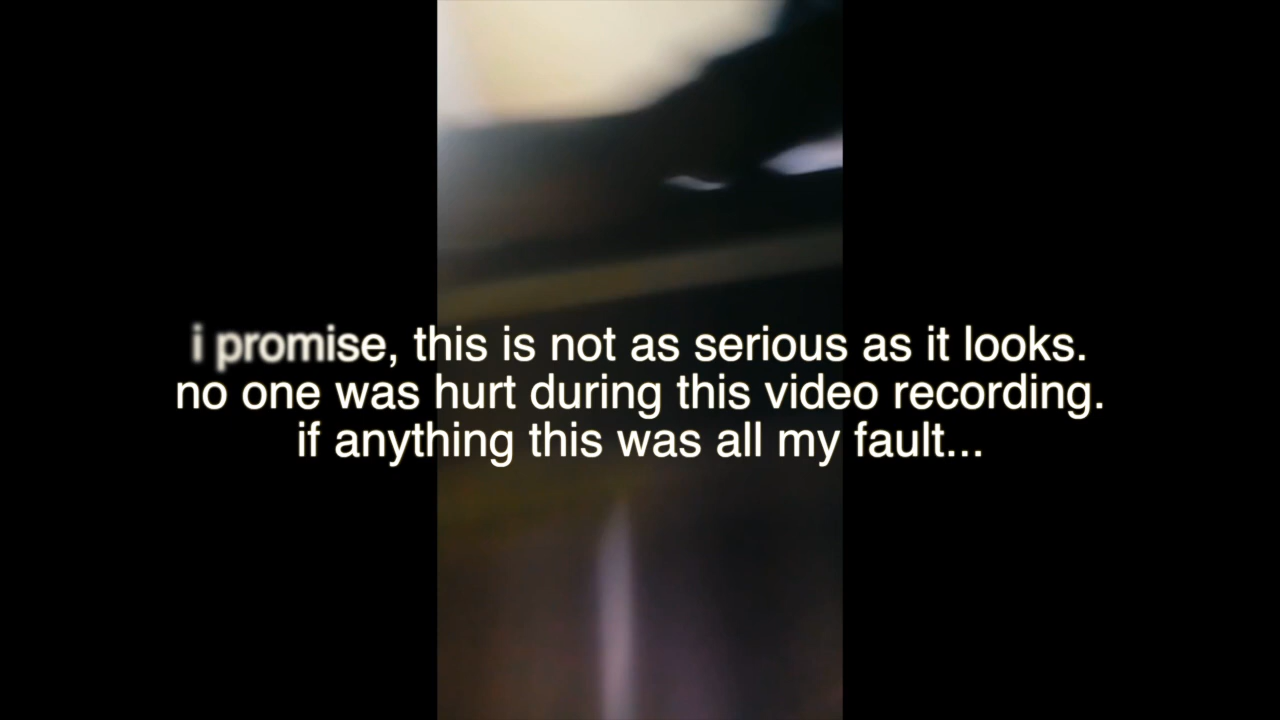 i promise, this is not as serious as it looks.
no one was hurt during this video recording.
if anything this was all my fault...